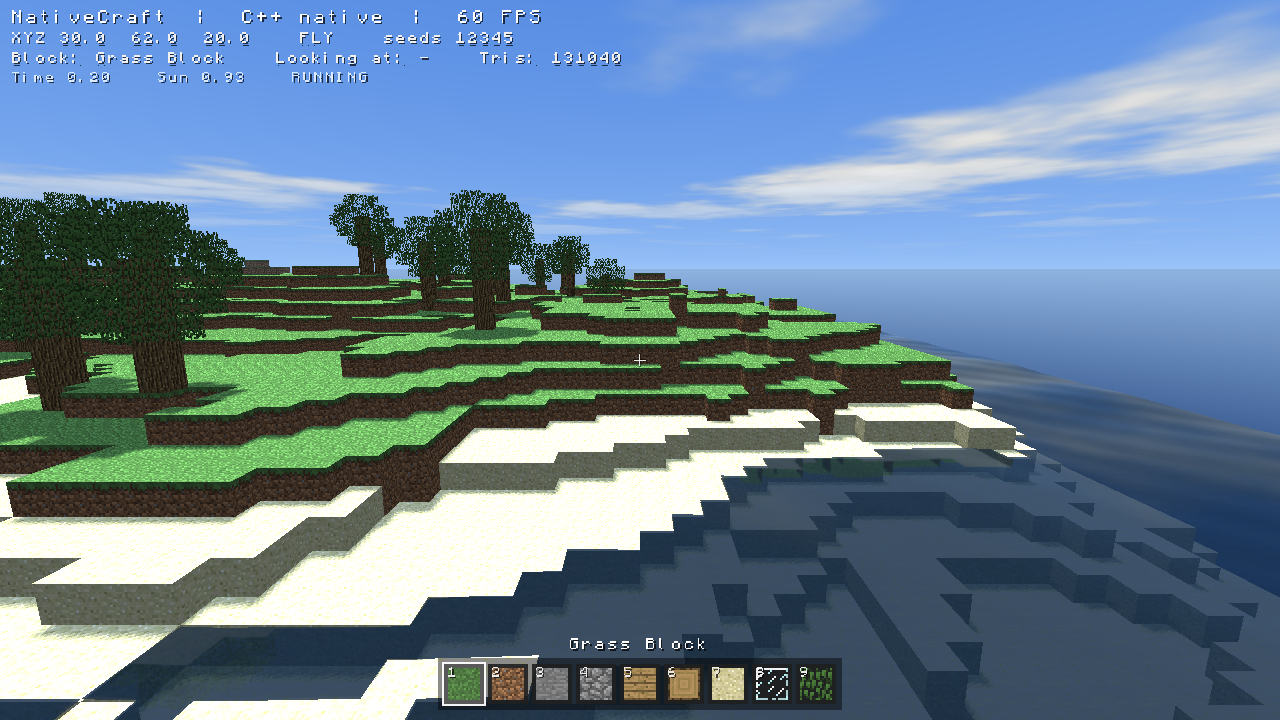 NativeCraft | C++ native | 60 FPS
XYZ 30.0 62.0 20.0 FLY seeds 12345
Block: Grass Block Looking at: - Tris: 131040
Time 0.20 Sun 0.93 RUNNING
Grass Block
1 2 3 4 5 6 7 8 9